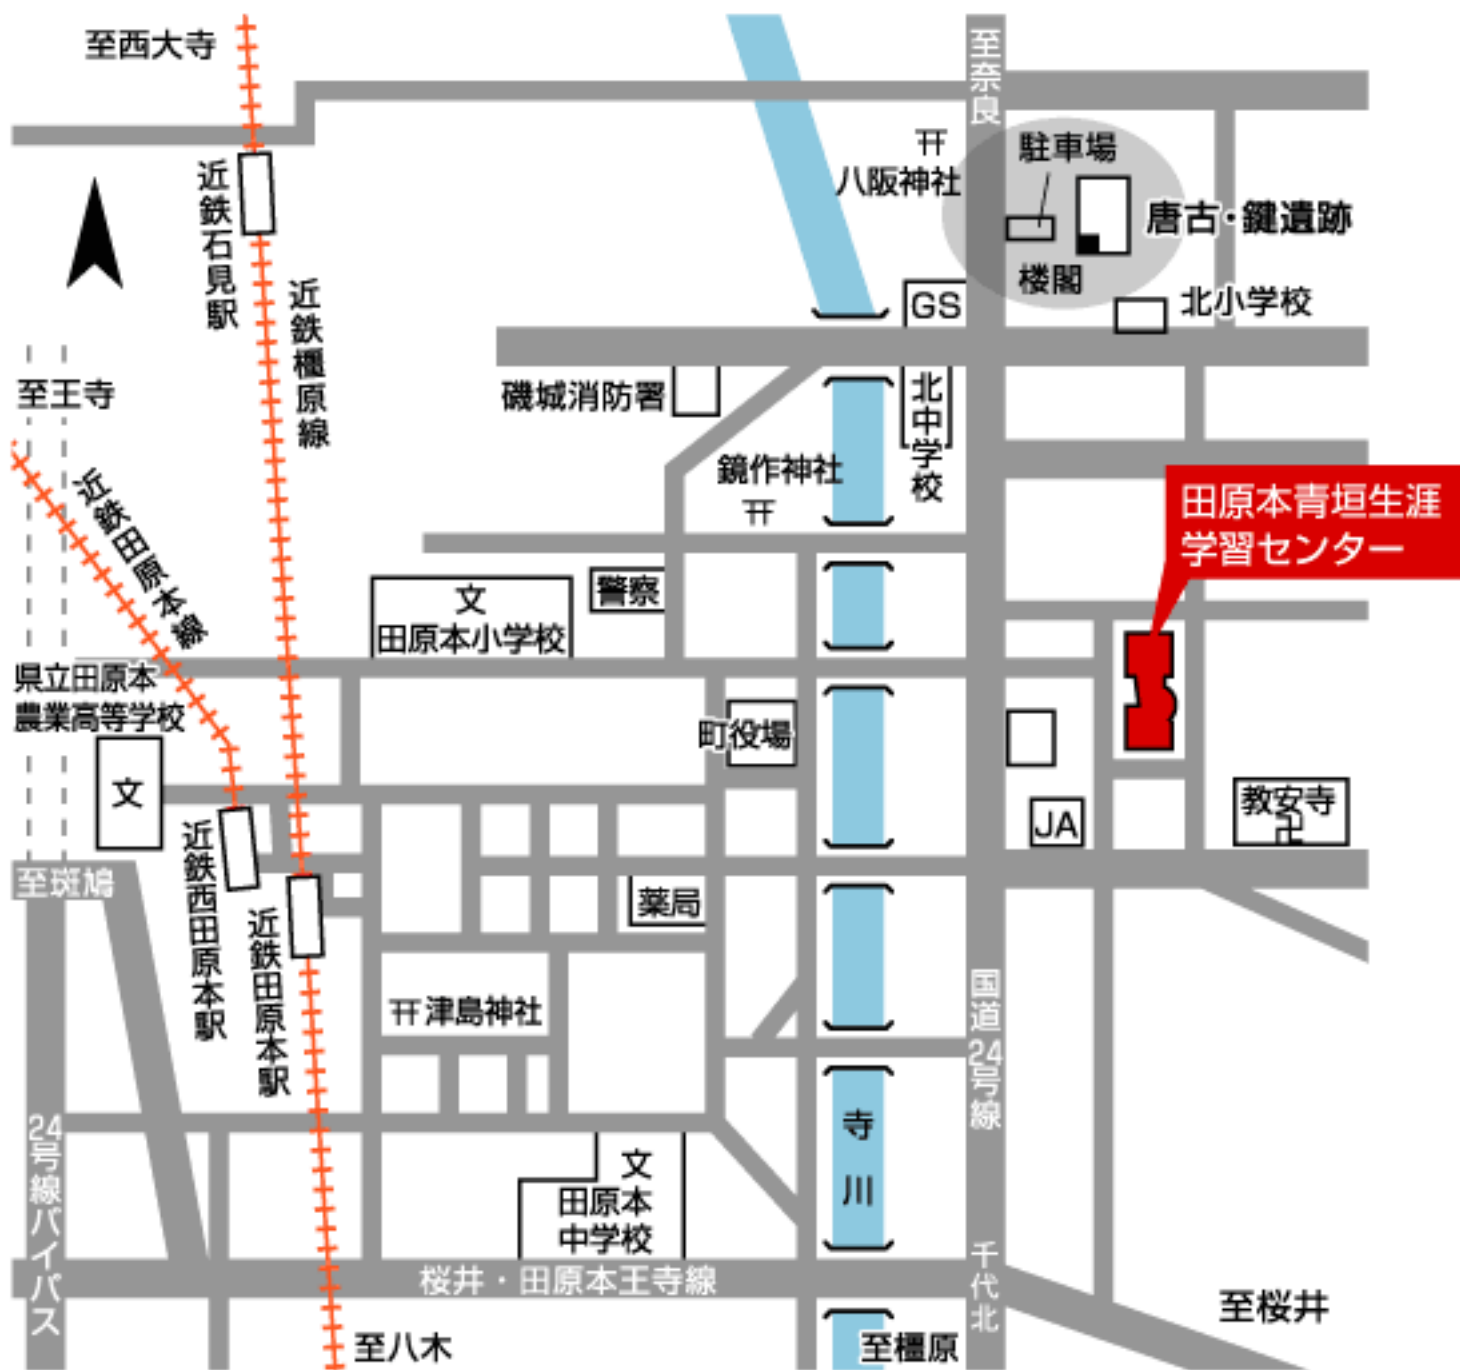 至西大寺
至奈良
八阪神社
駐車場
唐古・鍵遺跡
楼閣
近鉄石見駅
近鉄橿原線
GS
北小学校
至王寺
磯城消防署
北中学校
鏡作神社
近鉄田原本線
田原本青垣生涯
学習センター
警察
文
田原本小学校
県立田原本
農業高等学校
文
町役場
JA
教安寺
至斑鳩
近鉄西田原本駅
近鉄田原本駅
薬局
津島神社
国道24号線
24号線バイパス
寺川
文
田原本
中学校
桜井・田原本王寺線
千代北
至桜井
至八木
至橿原